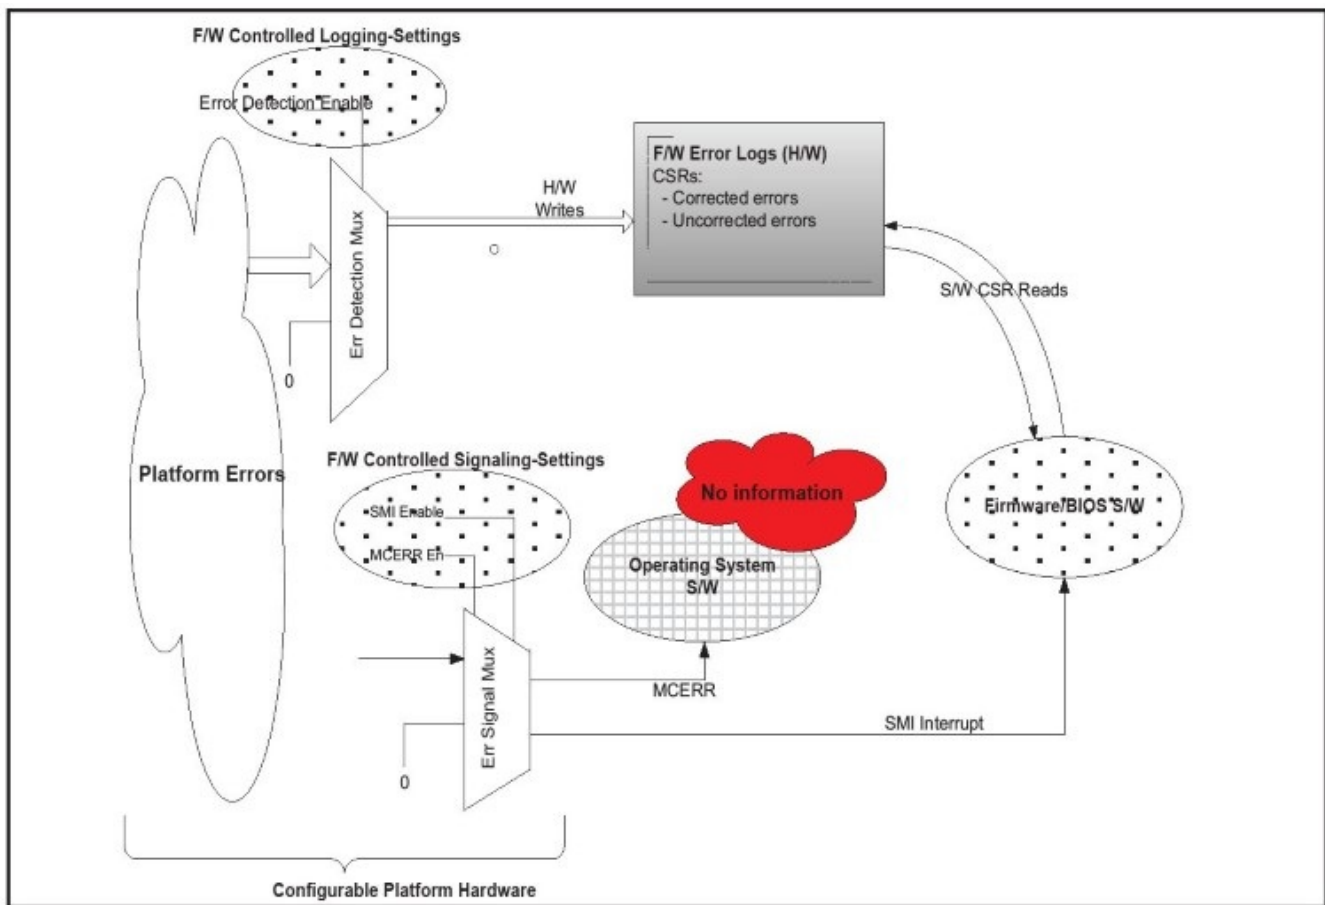 F/W Controlled Logging-Settings
Error Detection Enable
H/W
Writes
F/W Error Logs (H/W)
CSRs:
- Corrected errors
- Uncorrected errors
Err Detection Mux
0
S/W CSR Reads
Platform Errors
F/W Controlled Signaling-Settings
SMI Enable
MCERR En
No information
Operating System
S/W
Firmware/BIOS S/W
Err Signal Mux
0
MCERR
SMI Interrupt
Configurable Platform Hardware